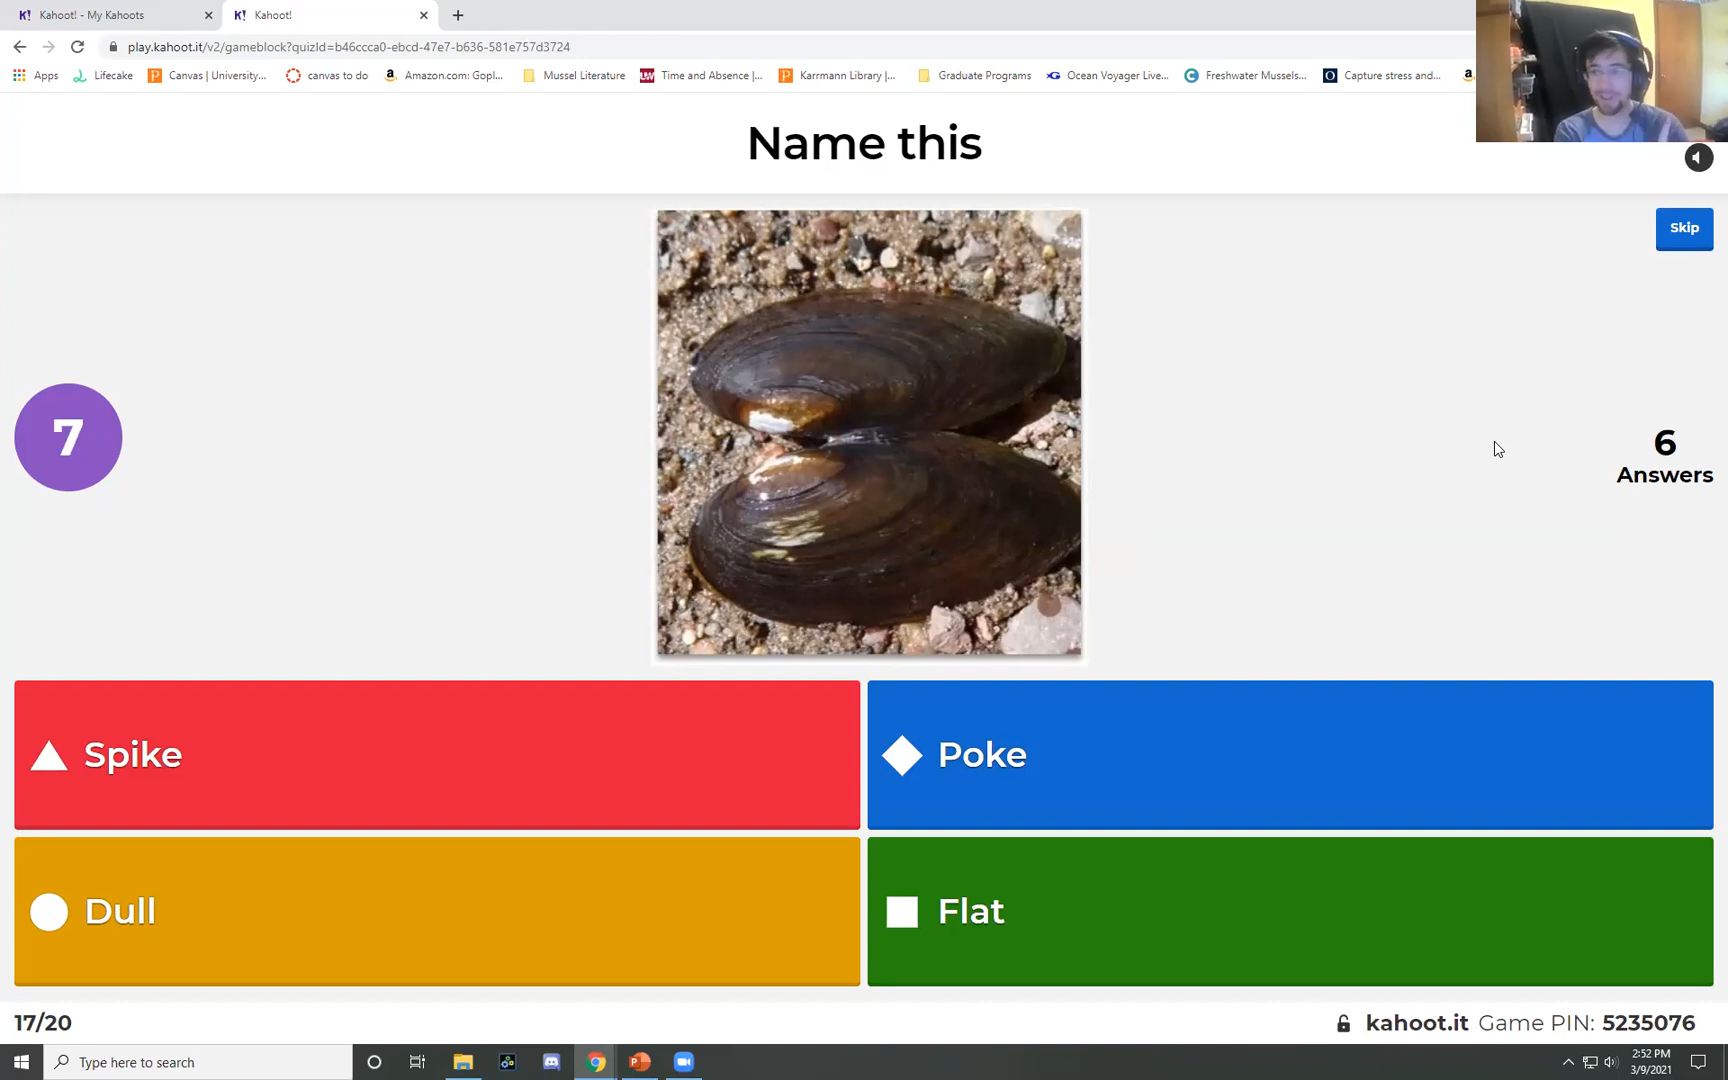 K! Kahoot! - My Kahoots
K! Kahoot!
play.kahoot.it/v2/gameblock?quizId=b46ccca0-ebcd-47e7-b636-581e757d3724
Apps
Lifecake
Canvas | University...
canvas to do
Amazon.com: Gopl...
Mussel Literature
Time and Absence |...
Karrmann Library |...
Graduate Programs
Ocean Voyager Live...
Freshwater Mussels...
Capture stress and...
Name this
Skip
7
6
Answers
Spike
Poke
Dull
Flat
17/20
kahoot.it Game PIN: 5235076
Type here to search
2:52 PM
3/9/2021